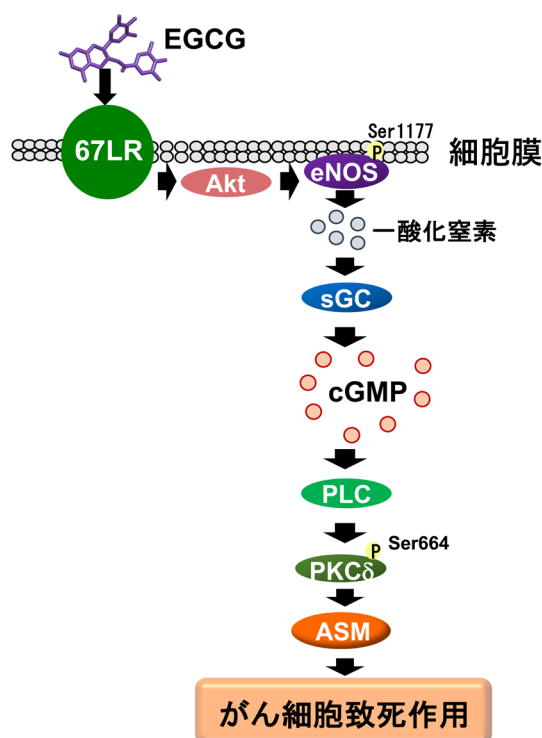 EGCG
67LR
Ser1177
P
細胞膜
Akt
eNOS
一酸化窒素
sGC
cGMP
PLC
P
Ser664
PKCδ
ASM
がん細胞致死作用